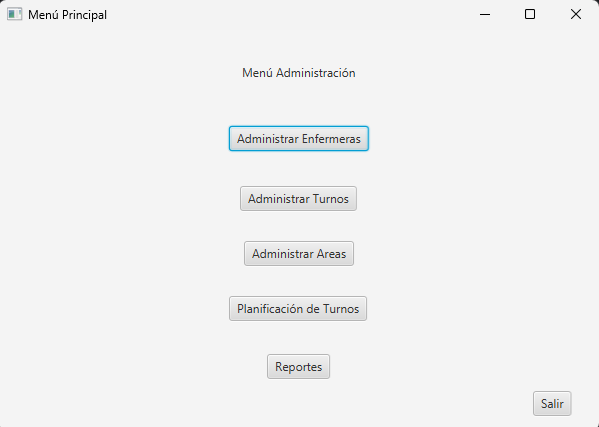 Menú Principal
Menú Administración
Administrar Enfermeras
Administrar Turnos
Administrar Areas
Planificación de Turnos
Reportes
Salir